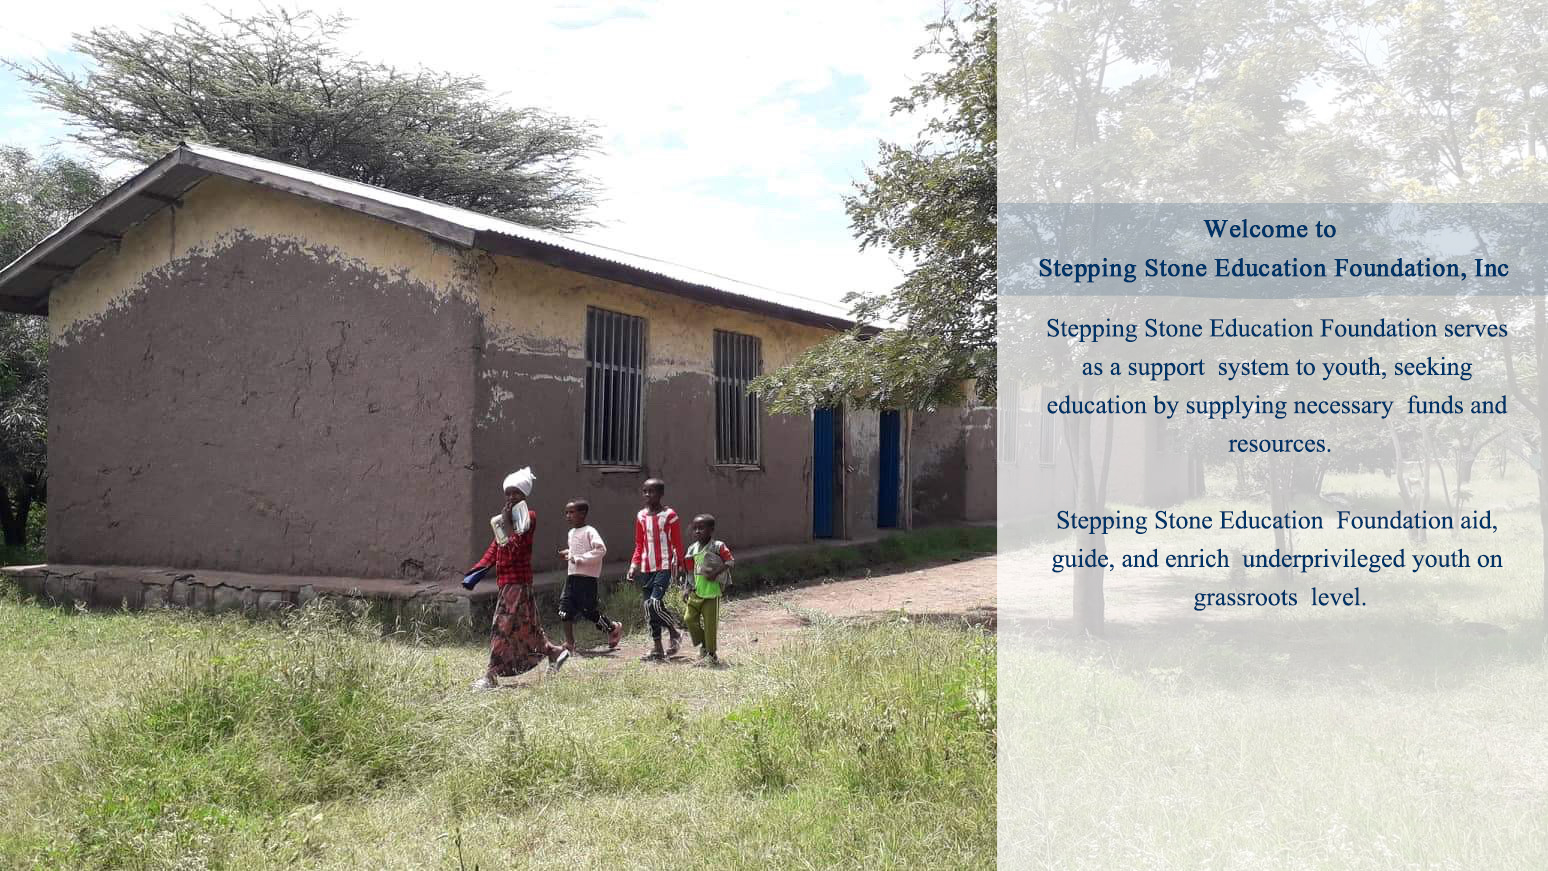 Welcome to
Stepping Stone Education Foundation, Inc
Stepping Stone Education Foundation serves
as a support system to youth, seeking
education by supplying necessary funds and
resources.
Stepping Stone Education Foundation aid,
guide, and enrich underprivileged youth on
grassroots level.